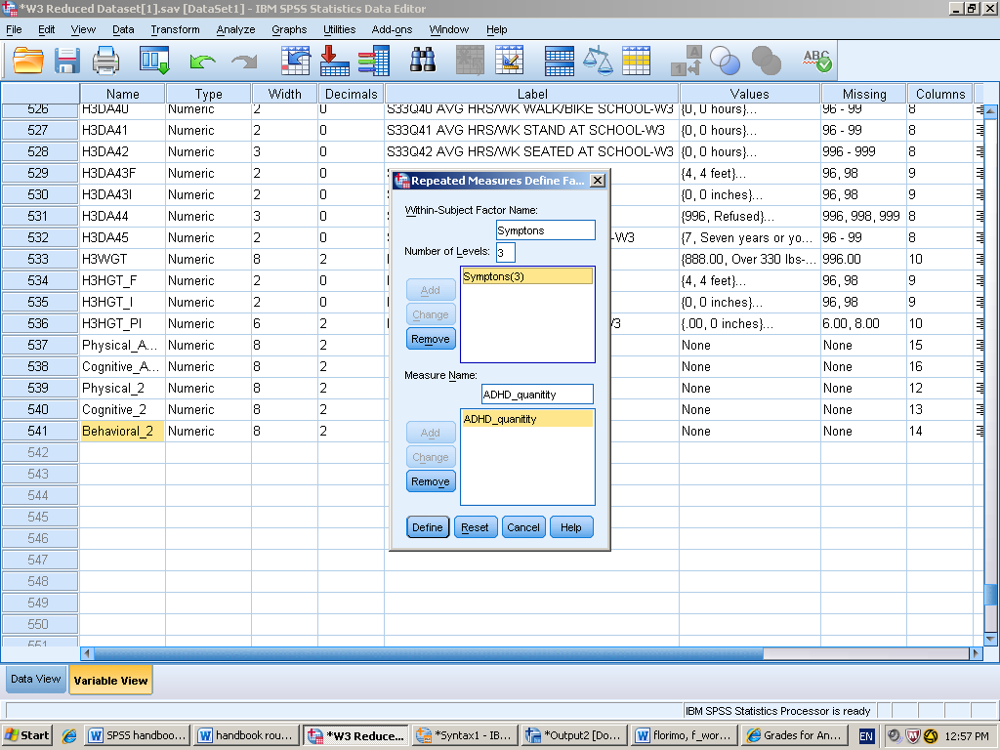 *W3 Reduced Dataset[1].sav [DataSet1] - IBM SPSS Statistics Data Editor
File Edit View Data Transform Analyze Graphs Utilities Add-ons Window Help
Name Type Width Decimals Label Values Missing Columns
526 H3DA40 Numeric 2 0 S33Q40 AVG HRS/WK WALK/BIKE SCHOOL-W3 {0, 0 hours}... 96 - 99 8
527 H3DA41 Numeric 2 0 S33Q41 AVG HRS/WK STAND AT SCHOOL-W3 {0, 0 hours}... 96 - 99 8
528 H3DA42 Numeric 3 0 S33Q42 AVG HRS/WK SEATED AT SCHOOL-W3 {0, 0 hours}... 996 - 999 8
529 H3DA43F Numeric 2 0 {4, 4 feet}... 96, 98 9
530 H3DA43I Numeric 2 0 {0, 0 inches}... 96, 98 9
531 H3DA44 Numeric 3 0 {996, Refused}... 996, 998, 999 8
532 H3DA45 Numeric 2 0 -W3 {7, Seven years or yo... 96 - 99 8
533 H3WGT Numeric 8 2 {888.00, Over 330 lbs-... 996.00 10
534 H3HGT_F Numeric 2 0 {4, 4 feet}... 96, 98 9
535 H3HGT_I Numeric 2 0 {0, 0 inches}... 96, 98 9
536 H3HGT_PI Numeric 6 2 V3 {.00, 0 inches}... 6.00, 8.00 10
537 Physical_A... Numeric 8 2 None None 15
538 Cognitive_A... Numeric 8 2 None None 16
539 Physical_2 Numeric 8 2 None None 12
540 Cognitive_2 Numeric 8 2 None None 13
541 Behavioral_2 Numeric 8 2 None None 14
542
543
544
545
546
547
548
549
550
551
Repeated Measures Define Fa...
Within-Subject Factor Name:
Symptons
Number of Levels: 3
Symptons(3)
Add
Change
Remove
Measure Name:
ADHD_quanitity
ADHD_quanitity
Add
Change
Remove
Define Reset Cancel Help
Data View Variable View
IBM SPSS Statistics Processor is ready
Start SPSS handboo... handbook rou... *W3 Reduce... *Syntax1 - IB... *Output2 [Do... florimo, f_wor... Grades for An... EN 12:57 PM